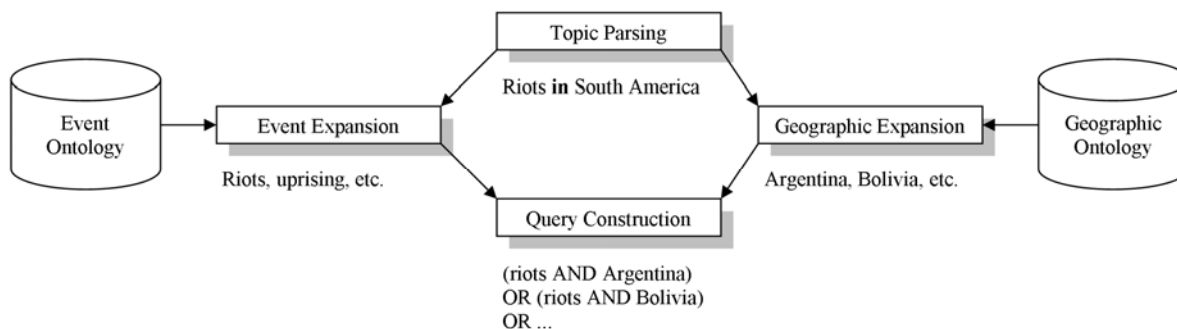 Topic Parsing
Riots in South America
Event
Ontology
Event Expansion
Riots, uprising, etc.
Geographic Expansion
Argentina, Bolivia, etc.
Geographic
Ontology
Query Construction
(riots AND Argentina)
OR (riots AND Bolivia)
OR ...